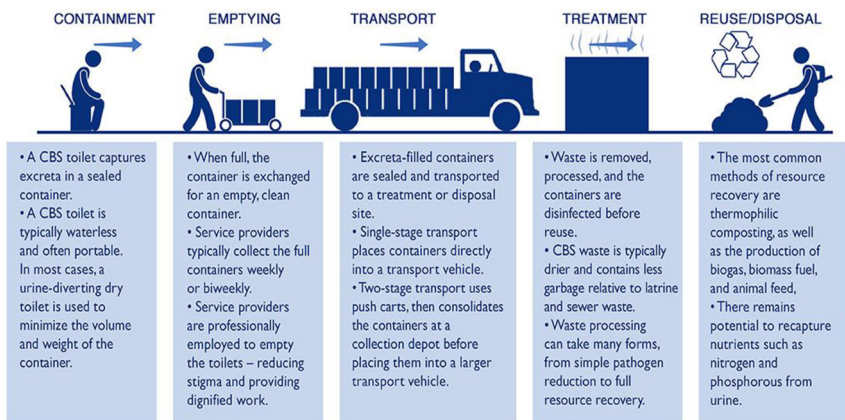 CONTAINMENT
EMPTYING
TRANSPORT
TREATMENT
REUSE/DISPOSAL
• A CBS toilet captures
excreta in a sealed
container.
• A CBS toilet is
typically waterless
and often portable.
In most cases, a
urine-diverting dry
toilet is used to
minimize the volume
and weight of the
container.
• When full, the
container is exchanged
for an empty, clean
container.
• Service providers
typically collect the full
containers weekly
or biweekly.
• Service providers
are professionally
employed to empty
the toilets – reducing
stigma and providing
dignified work.
• Excreta-filled containers
are sealed and transported
to a treatment or disposal
site.
• Single-stage transport
places containers directly
into a transport vehicle.
• Two-stage transport uses
push carts, then consolidates
the containers at a
collection depot before
placing them into a larger
transport vehicle.
• Waste is removed,
processed, and the
containers are
disinfected before
reuse.
• CBS waste is typically
drier and contains less
garbage relative to latrine
and sewer waste.
• Waste processing
can take many forms,
from simple pathogen
reduction to full
resource recovery.
• The most common
methods of resource
recovery are
thermophilic
composting, as well
as the production of
biogas, biomass fuel,
and animal feed,
• There remains
potential to recapture
nutrients such as
nitrogen and
phosphorous from
urine.